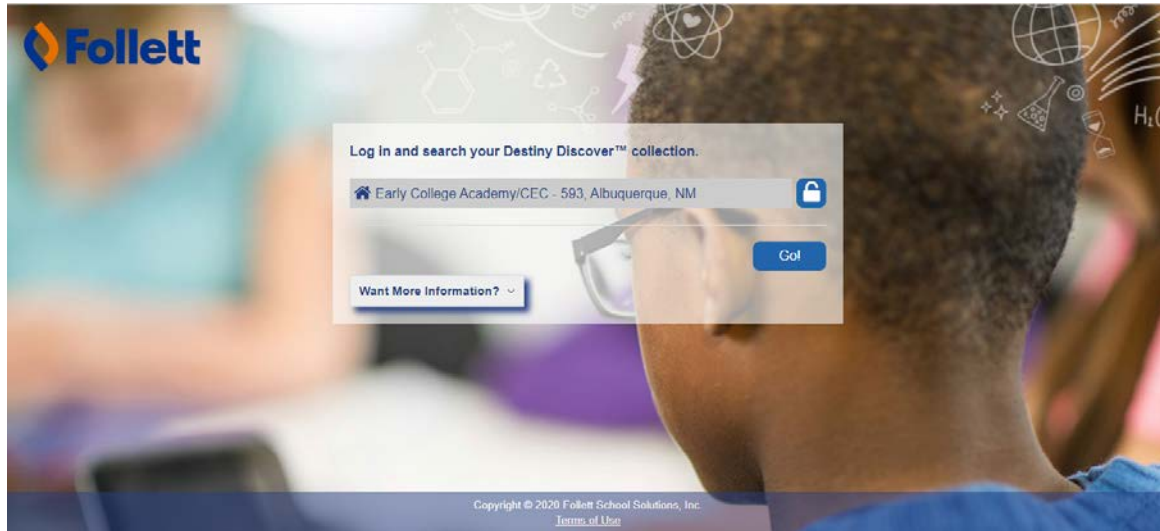 Follett
H₂
Log in and search your Destiny Discover™ collection.
Early College Academy/CEC - 593, Albuquerque, NM
Go!
Want More Information?
Copyright © 2020 Follett School Solutions, Inc.
Terms of Use